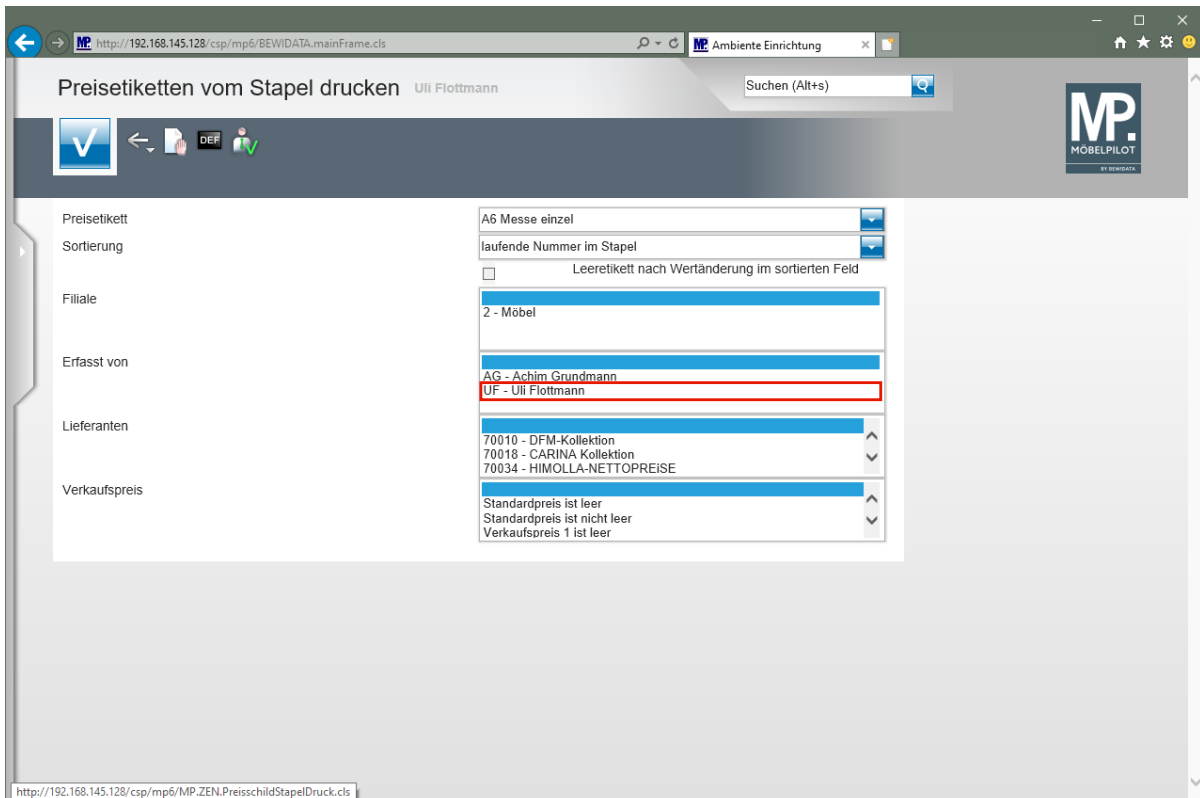 http://192.168.145.128/csp/mp6/BEWIDATA.mainFrame.cls
MP. Ambiente Einrichtung
Preisetiketten vom Stapel drucken Uli Flottmann
Suchen (Alt+s)
DEF
MP.
MÖBELPILOT
BY BEWIDATA
Preisetikett
A6 Messe einzel
Sortierung
laufende Nummer im Stapel
Leeretikett nach Wertänderung im sortierten Feld
Filiale
2 - Möbel
Erfasst von
AG - Achim Grundmann
UF - Uli Flottmann
Lieferanten
70010 - DFM-Kollektion
70018 - CARINA Kollektion
70034 - HIMOLLA-NETTOPREiSE
Verkaufspreis
Standardpreis ist leer
Standardpreis ist nicht leer
Verkaufspreis 1 ist leer
http://192.168.145.128/csp/mp6/MP.ZEN.PreisschildStapelDruck.cls